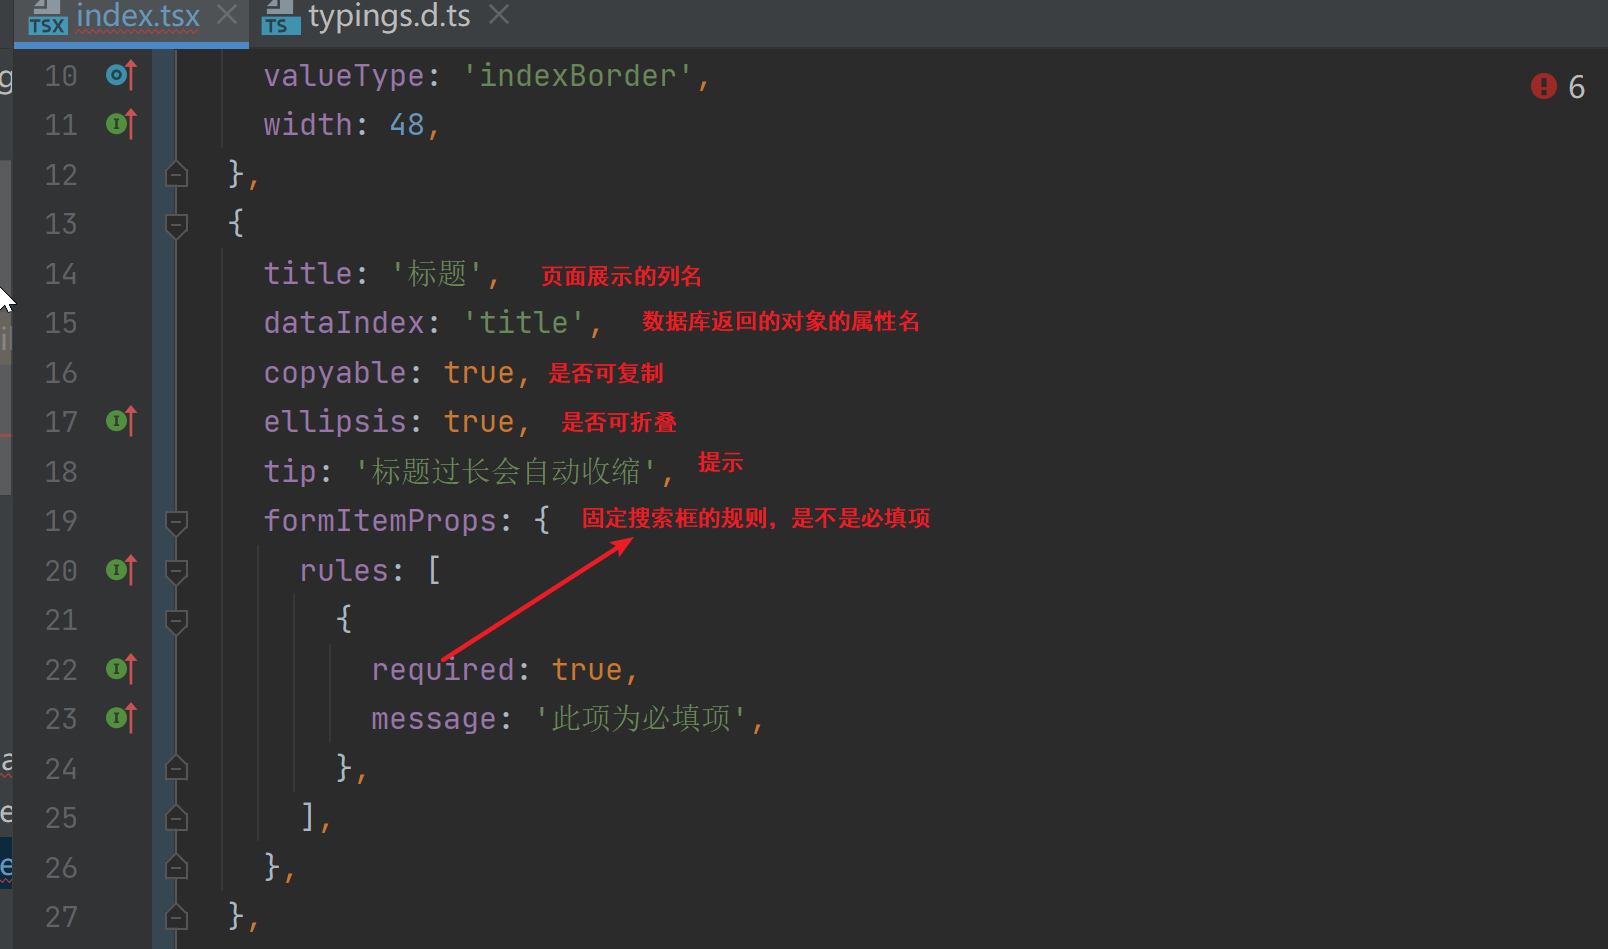 index.tsx typings.d.ts
10 valueType: 'indexBorder', 6
11 width: 48,
12 },
13 {
14 title: '标题', 页面展示的列名
15 dataIndex: 'title', 数据库返回的对象的属性名
16 copyable: true, 是否可复制
17 ellipsis: true, 是否可折叠
18 tip: '标题过长会自动收缩', 提示
19 formItemProps: { 固定搜索框的规则，是不是必填项
20 rules: [
21 {
22 required: true,
23 message: '此项为必填项',
24 },
25 ],
26 },
27 },